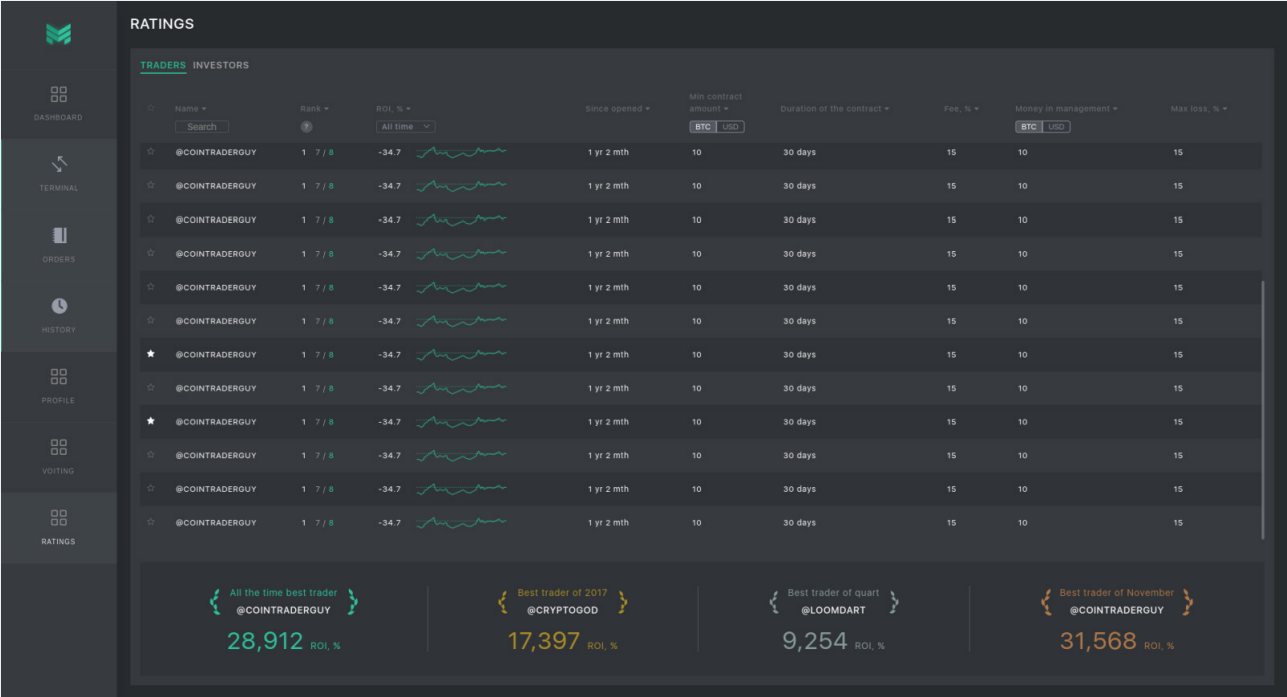 RATINGS
TRADERS INVESTORS
DASHBOARD
TERMINAL
ORDERS
HISTORY
PROFILE
VOITING
RATINGS
Name Rank ROI, % Since opened Min contract amount Duration of the contract Fee, % Money in management Max loss, %
Search ? All time BTC USD BTC USD
@COINTRADERGUY 1 7 / 8 -34.7 1 yr 2 mth 10 30 days 15 10 15
@COINTRADERGUY 1 7 / 8 -34.7 1 yr 2 mth 10 30 days 15 10 15
@COINTRADERGUY 1 7 / 8 -34.7 1 yr 2 mth 10 30 days 15 10 15
@COINTRADERGUY 1 7 / 8 -34.7 1 yr 2 mth 10 30 days 15 10 15
@COINTRADERGUY 1 7 / 8 -34.7 1 yr 2 mth 10 30 days 15 10 15
@COINTRADERGUY 1 7 / 8 -34.7 1 yr 2 mth 10 30 days 15 10 15
@COINTRADERGUY 1 7 / 8 -34.7 1 yr 2 mth 10 30 days 15 10 15
@COINTRADERGUY 1 7 / 8 -34.7 1 yr 2 mth 10 30 days 15 10 15
@COINTRADERGUY 1 7 / 8 -34.7 1 yr 2 mth 10 30 days 15 10 15
@COINTRADERGUY 1 7 / 8 -34.7 1 yr 2 mth 10 30 days 15 10 15
@COINTRADERGUY 1 7 / 8 -34.7 1 yr 2 mth 10 30 days 15 10 15
@COINTRADERGUY 1 7 / 8 -34.7 1 yr 2 mth 10 30 days 15 10 15
All the time best trader
@COINTRADERGUY
28,912 ROI, %
Best trader of 2017
@CRYPTOGOD
17,397 ROI, %
Best trader of quart
@LOOMDART
9,254 ROI, %
Best trader of November
@COINTRADERGUY
31,568 ROI, %